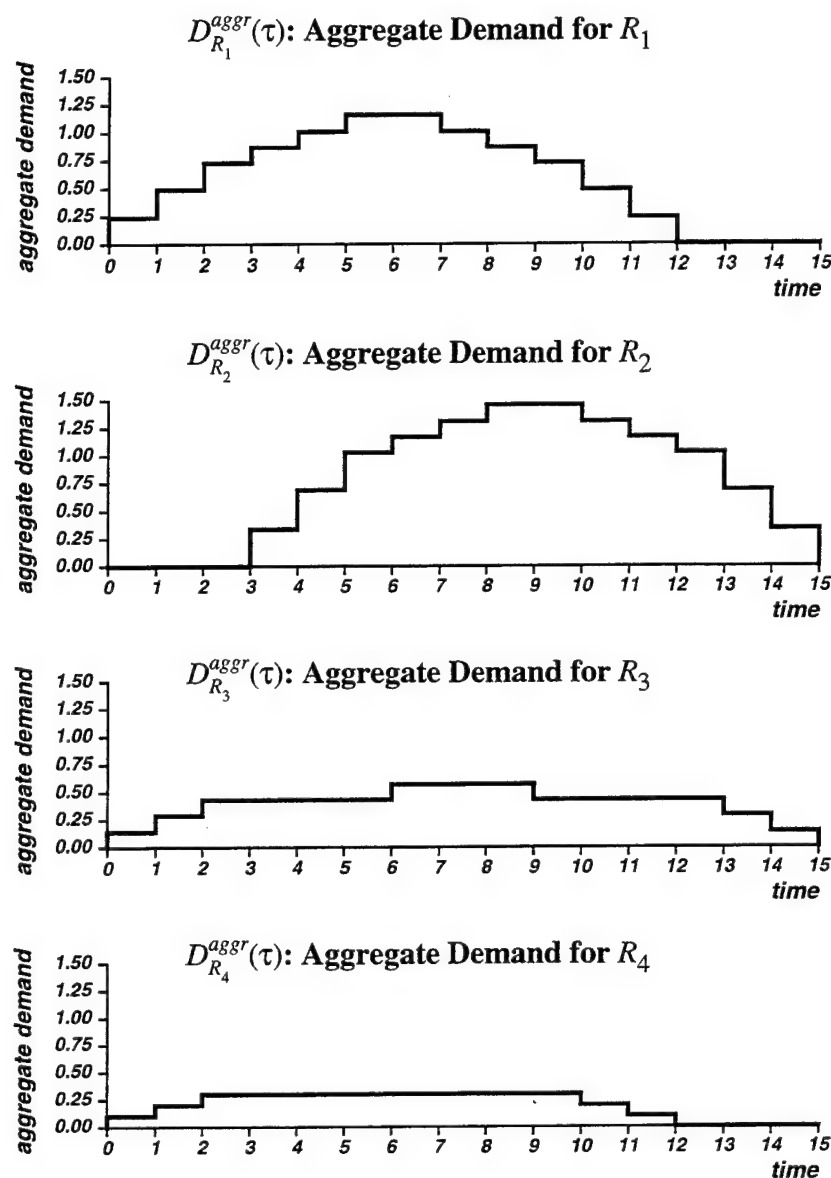 D_{R_1}^{aggr}(τ): Aggregate Demand for R_1
aggregate demand
1.50
1.25
1.00
0.75
0.50
0.25
0.00
0 1 2 3 4 5 6 7 8 9 10 11 12 13 14 15
time
D_{R_2}^{aggr}(τ): Aggregate Demand for R_2
aggregate demand
1.50
1.25
1.00
0.75
0.50
0.25
0.00
0 1 2 3 4 5 6 7 8 9 10 11 12 13 14 15
time
D_{R_3}^{aggr}(τ): Aggregate Demand for R_3
aggregate demand
1.50
1.25
1.00
0.75
0.50
0.25
0.00
0 1 2 3 4 5 6 7 8 9 10 11 12 13 14 15
time
D_{R_4}^{aggr}(τ): Aggregate Demand for R_4
aggregate demand
1.50
1.25
1.00
0.75
0.50
0.25
0.00
0 1 2 3 4 5 6 7 8 9 10 11 12 13 14 15
time